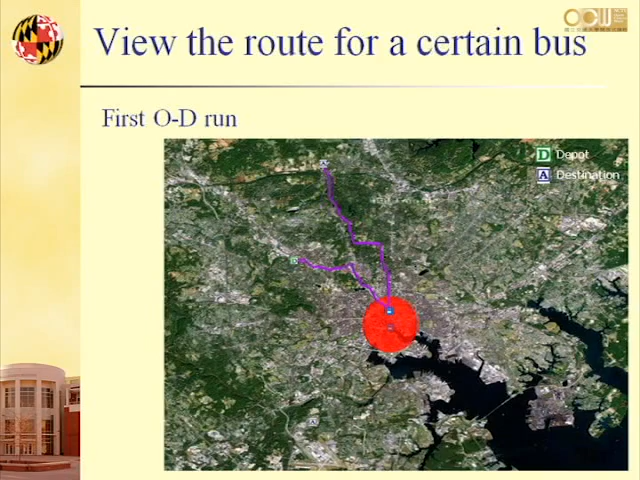 View the route for a certain bus
First O-D run
D Depot
A Destination